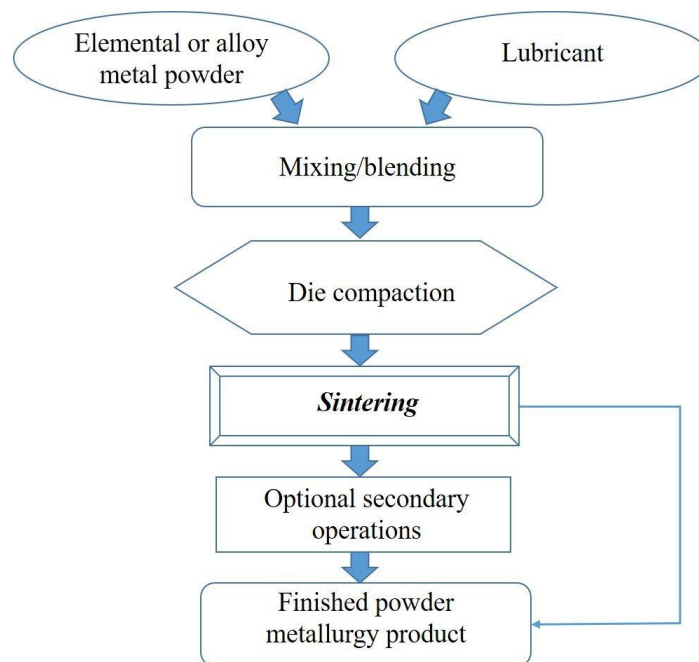 Elemental or alloy
metal powder
Lubricant
Mixing/blending
Die compaction
Sintering
Optional secondary
operations
Finished powder
metallurgy product